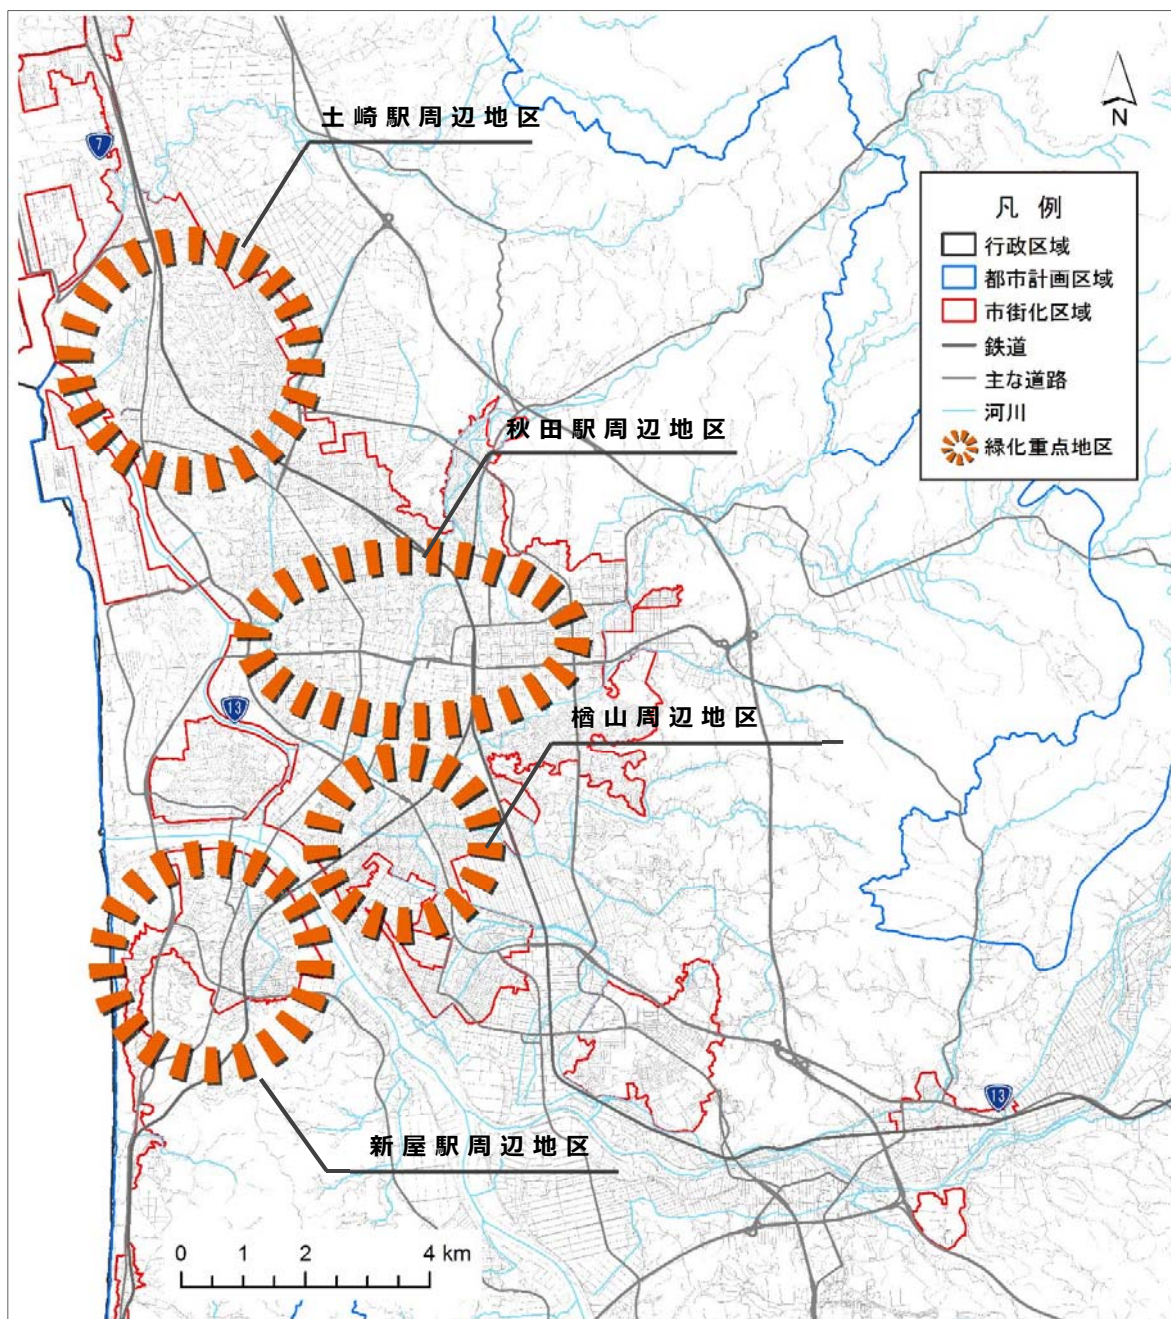 土崎駅周辺地区
7
N
凡 例
行政区域
都市計画区域
市街化区域
鉄道
主な道路
河川
緑化重点地区
秋田駅周辺地区
13
楢山周辺地区
13
新屋駅周辺地区
0 1 2 4 km